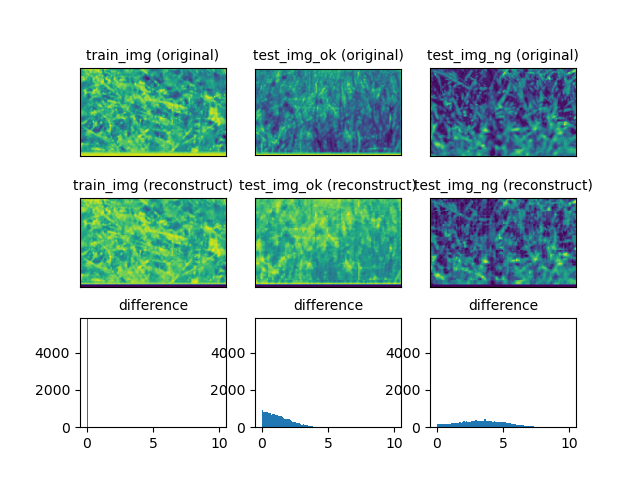 train_img (original) test_img_ok (original) test_img_ng (original)
train_img (reconstruct) test_img_ok (reconstruct) test_img_ng (reconstruct)
difference difference difference
4000 4000 4000
2000 2000 2000
0 0 0
0 5 10 0 5 10 0 5 10